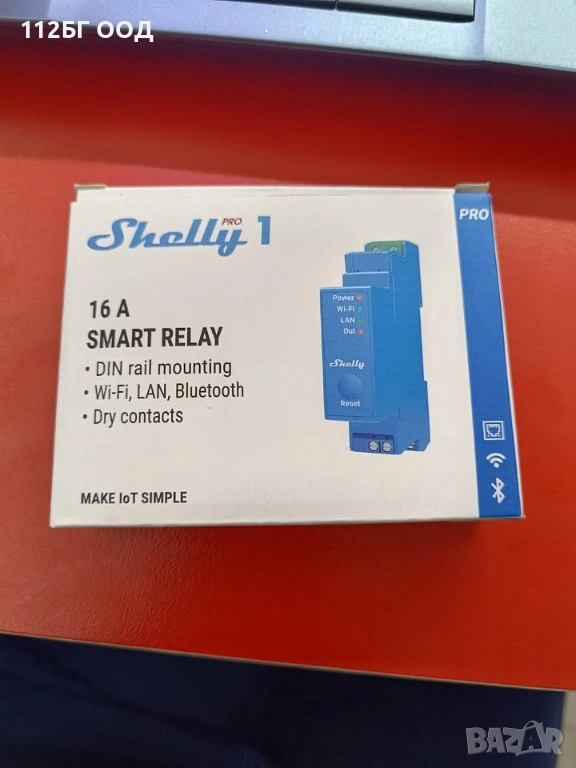 112БГ ООД
Shelly PRO 1
PRO
16 A
SMART RELAY
• DIN rail mounting
• Wi-Fi, LAN, Bluetooth
• Dry contacts
MAKE IoT SIMPLE
Power
Wi-Fi
LAN
Out
Shelly
Reset
BAZAR